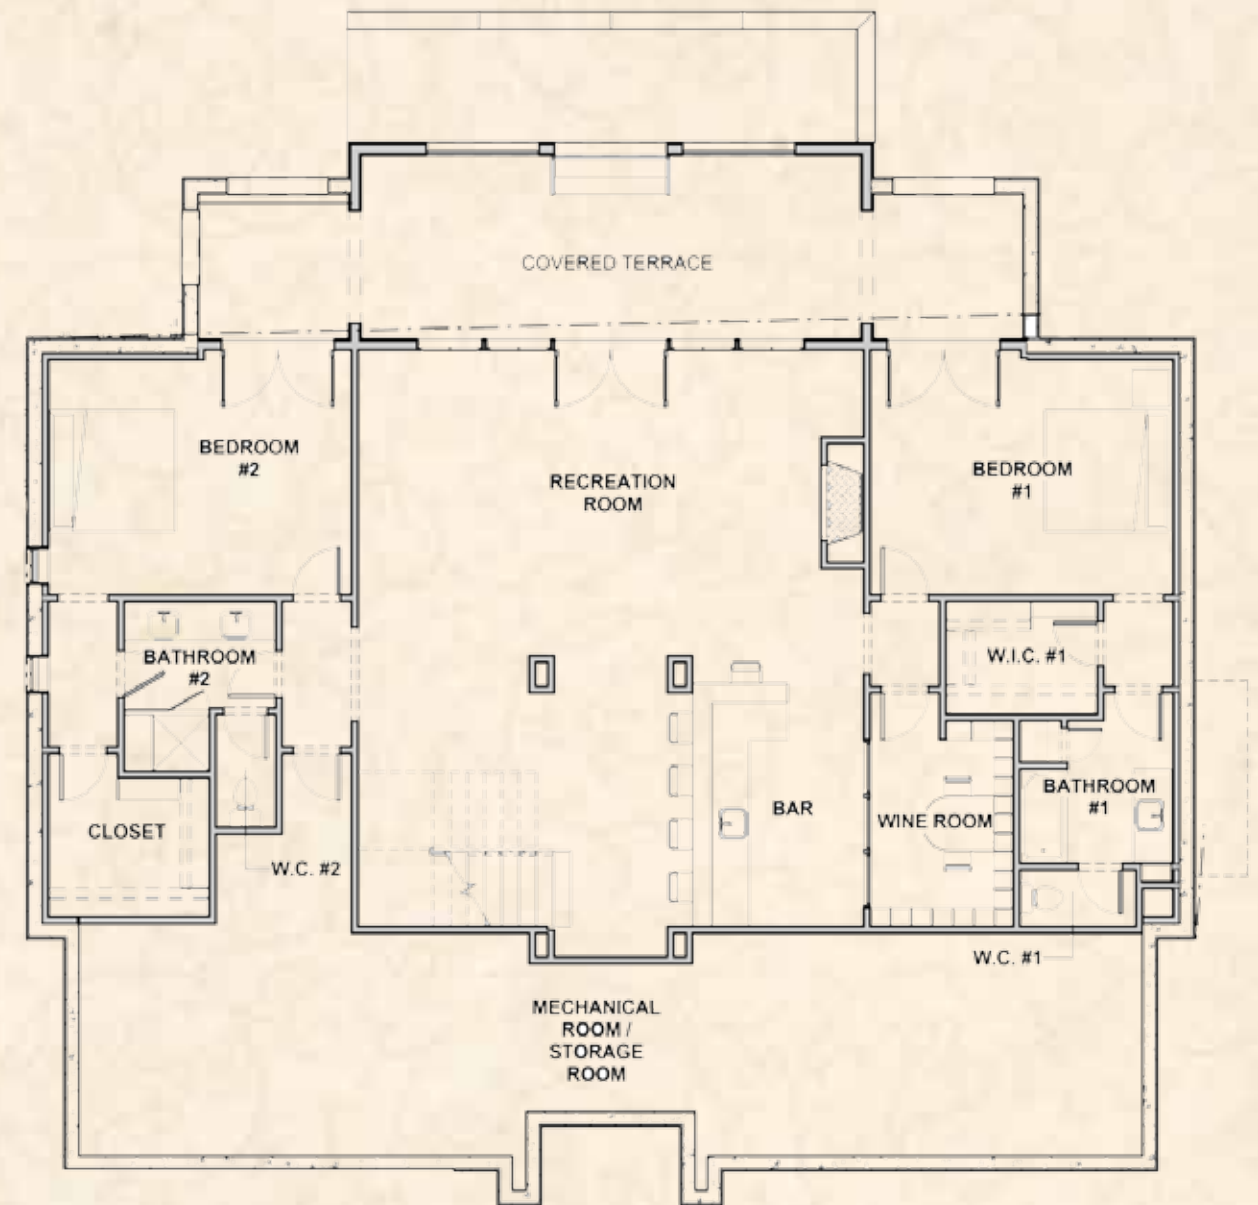 COVERED TERRACE
BEDROOM
#2
RECREATION
ROOM
BEDROOM
#1
BATHROOM
#2
W.I.C. #1
CLOSET
W.C. #2
BAR
WINE ROOM
BATHROOM
#1
W.C. #1
MECHANICAL
ROOM /
STORAGE
ROOM